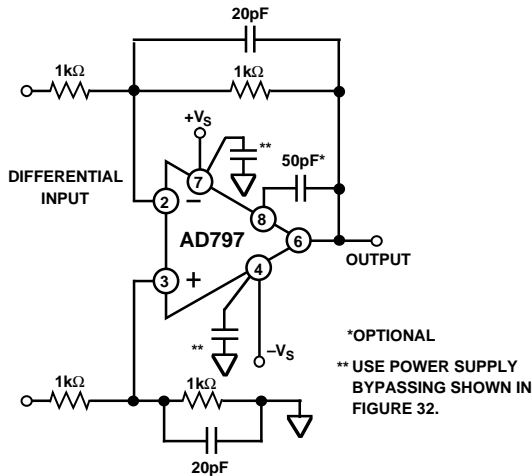 20pF
1kΩ
1kΩ
+VS
**
50pF*
DIFFERENTIAL
INPUT
7
2
−
8
AD797
6
OUTPUT
3
+
4
*OPTIONAL
**
−VS
** USE POWER SUPPLY
BYPASSING SHOWN IN
FIGURE 32.
1kΩ
1kΩ
20pF